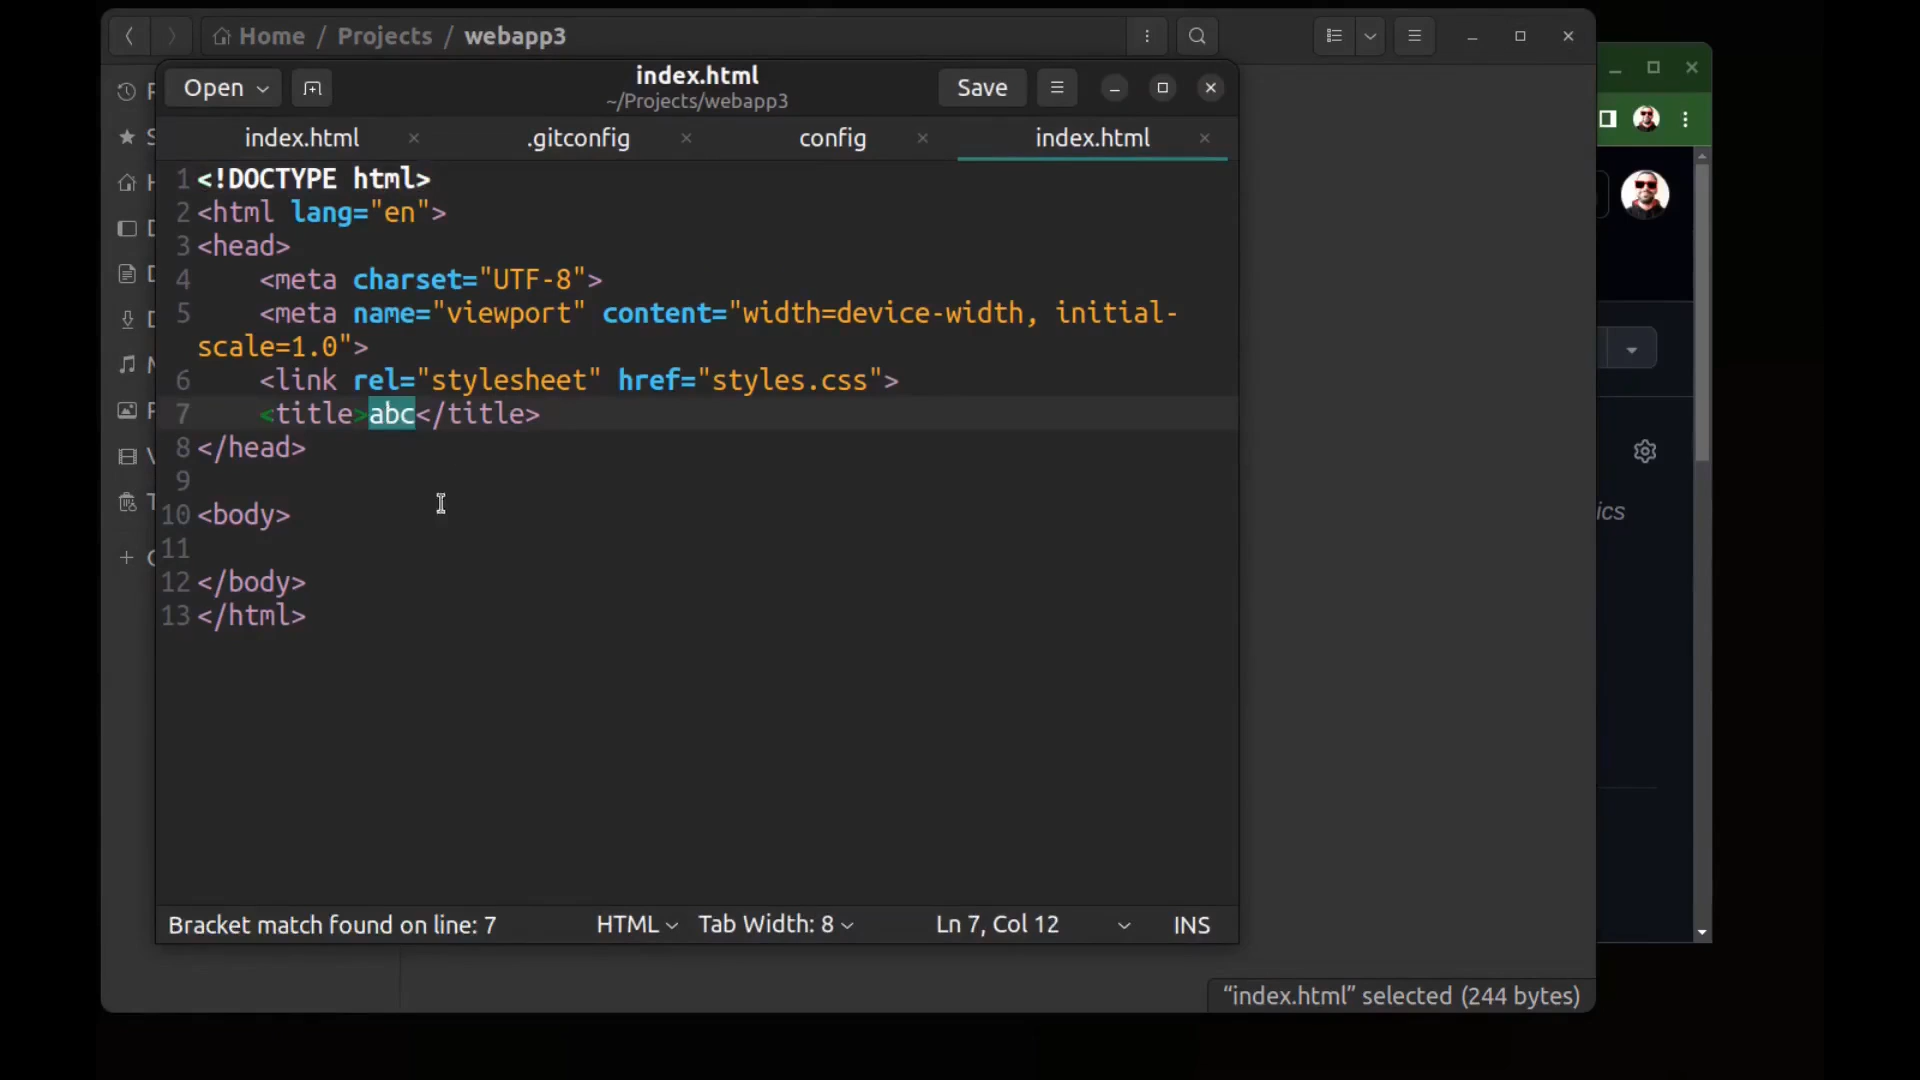 Home / Projects / webapp3
Open
index.html
~/Projects/webapp3
Save
index.html
.gitconfig
config
index.html
1 <!DOCTYPE html>
2 <html lang="en">
3 <head>
4     <meta charset="UTF-8">
5     <meta name="viewport" content="width=device-width, initial-
scale=1.0">
6     <link rel="stylesheet" href="styles.css">
7     <title>abc</title>
8 </head>
9
10 <body>
11
12 </body>
13 </html>
ics
Bracket match found on line: 7
HTML
Tab Width: 8
Ln 7, Col 12
INS
“index.html” selected (244 bytes)